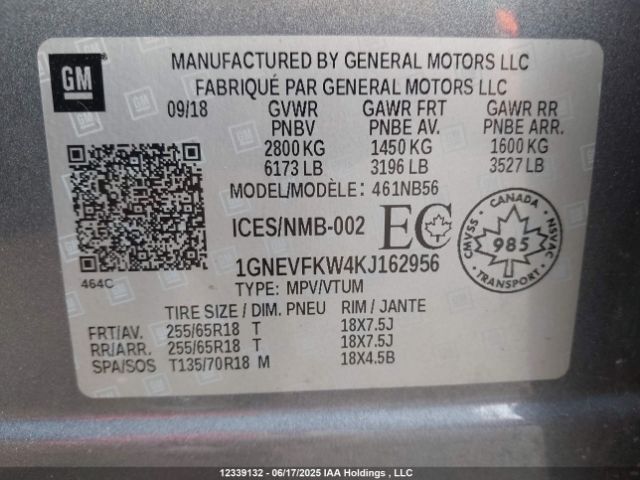 GM
MANUFACTURED BY GENERAL MOTORS LLC
FABRIQUÉ PAR GENERAL MOTORS LLC
09/18 GVWR GAWR FRT GAWR RR
PNBV PNBE AV. PNBE ARR.
2800 KG 1450 KG 1600 KG
6173 LB 3196 LB 3527 LB
MODEL/MODÈLE: 461NB56
ICES/NMB-002 EC
CANADA
CMVSS 985 NSVAC
TRANSPORT
1GNEVFKW4KJ162956
464C
TYPE: MPV/VTUM
TIRE SIZE / DIM. PNEU RIM / JANTE
FRT/AV. 255/65R18 T 18X7.5J
RR/ARR. 255/65R18 T 18X7.5J
SPA/SOS T135/70R18 M 18X4.5B
12339132 - 06/17/2025 IAA Holdings , LLC